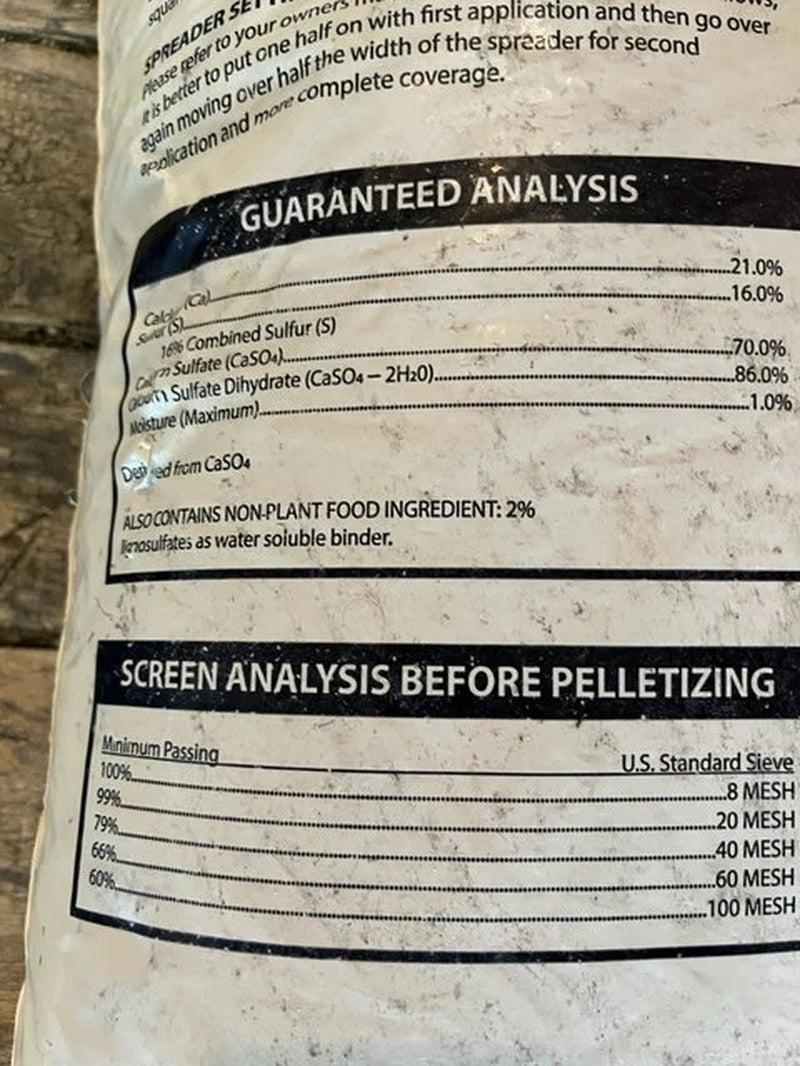 SPREADER
Please refer to your owners
It is better to put one half on with first application and then go over
again moving over half the width of the spreader for second
application and more complete coverage.
GUARANTEED ANALYSIS
(Ca)....21.0%
Sulfur (S)....16.0%
16% Combined Sulfur (S)
Sulfate (CaSO4)....70.0%
Sulfate Dihydrate (CaSO4 – 2H20)....86.0%
Moisture (Maximum)....1.0%
Derived from CaSO4
ALSO CONTAINS NON-PLANT FOOD INGREDIENT: 2%
lignosulfates as water soluble binder.
SCREEN ANALYSIS BEFORE PELLETIZING
Minimum Passing U.S. Standard Sieve
100%....8 MESH
99%....20 MESH
79%....40 MESH
66%....60 MESH
60%....100 MESH